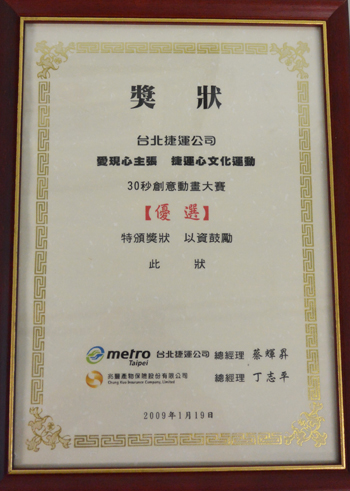 獎 狀
台北捷運公司
愛現心主張 捷運心文化運動
30秒創意動畫大賽
【優 選】
特頒獎狀 以資鼓勵
此 狀
metro Taipei 台北捷運公司 總經理 蔡輝昇
兆豐產物保險股份有限公司 總經理 丁志平
Chung Kuo Insurance Company, Limited
2009年1月19日